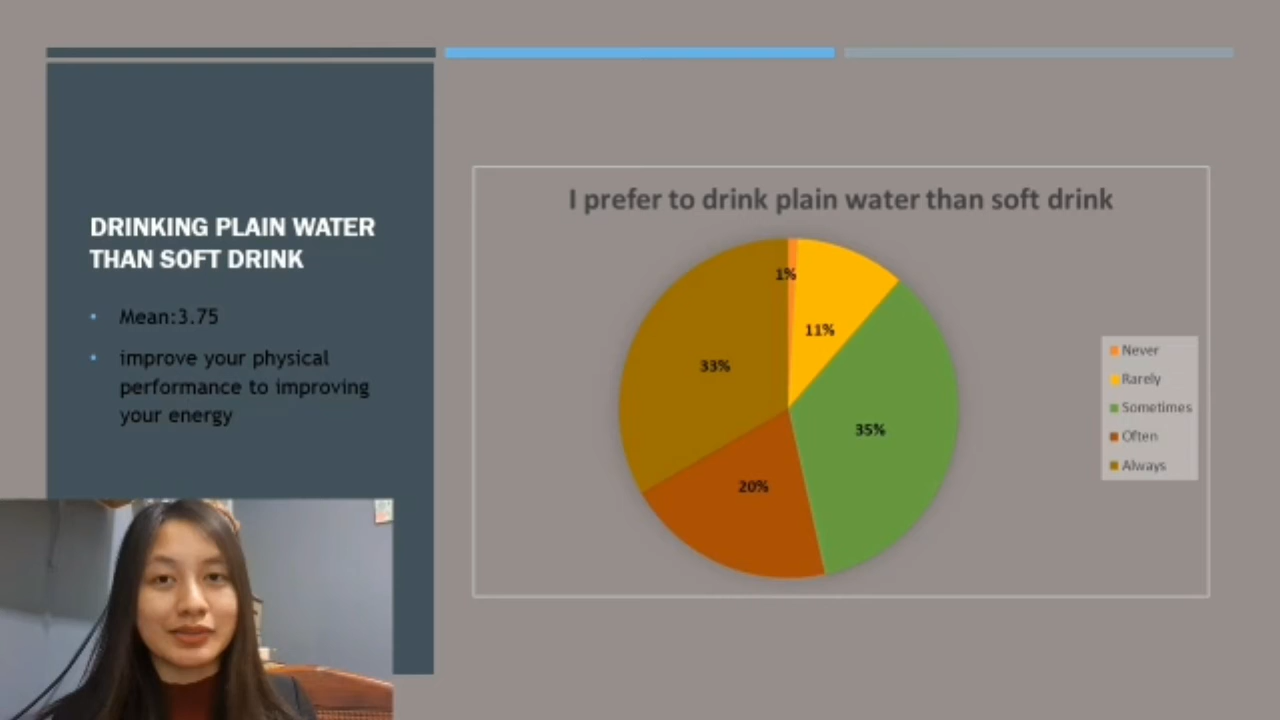 DRINKING PLAIN WATER
THAN SOFT DRINK
• Mean:3.75
• improve your physical
performance to improving
your energy
I prefer to drink plain water than soft drink
1%
11%
33%
35%
20%
Never
Rarely
Sometimes
Often
Always